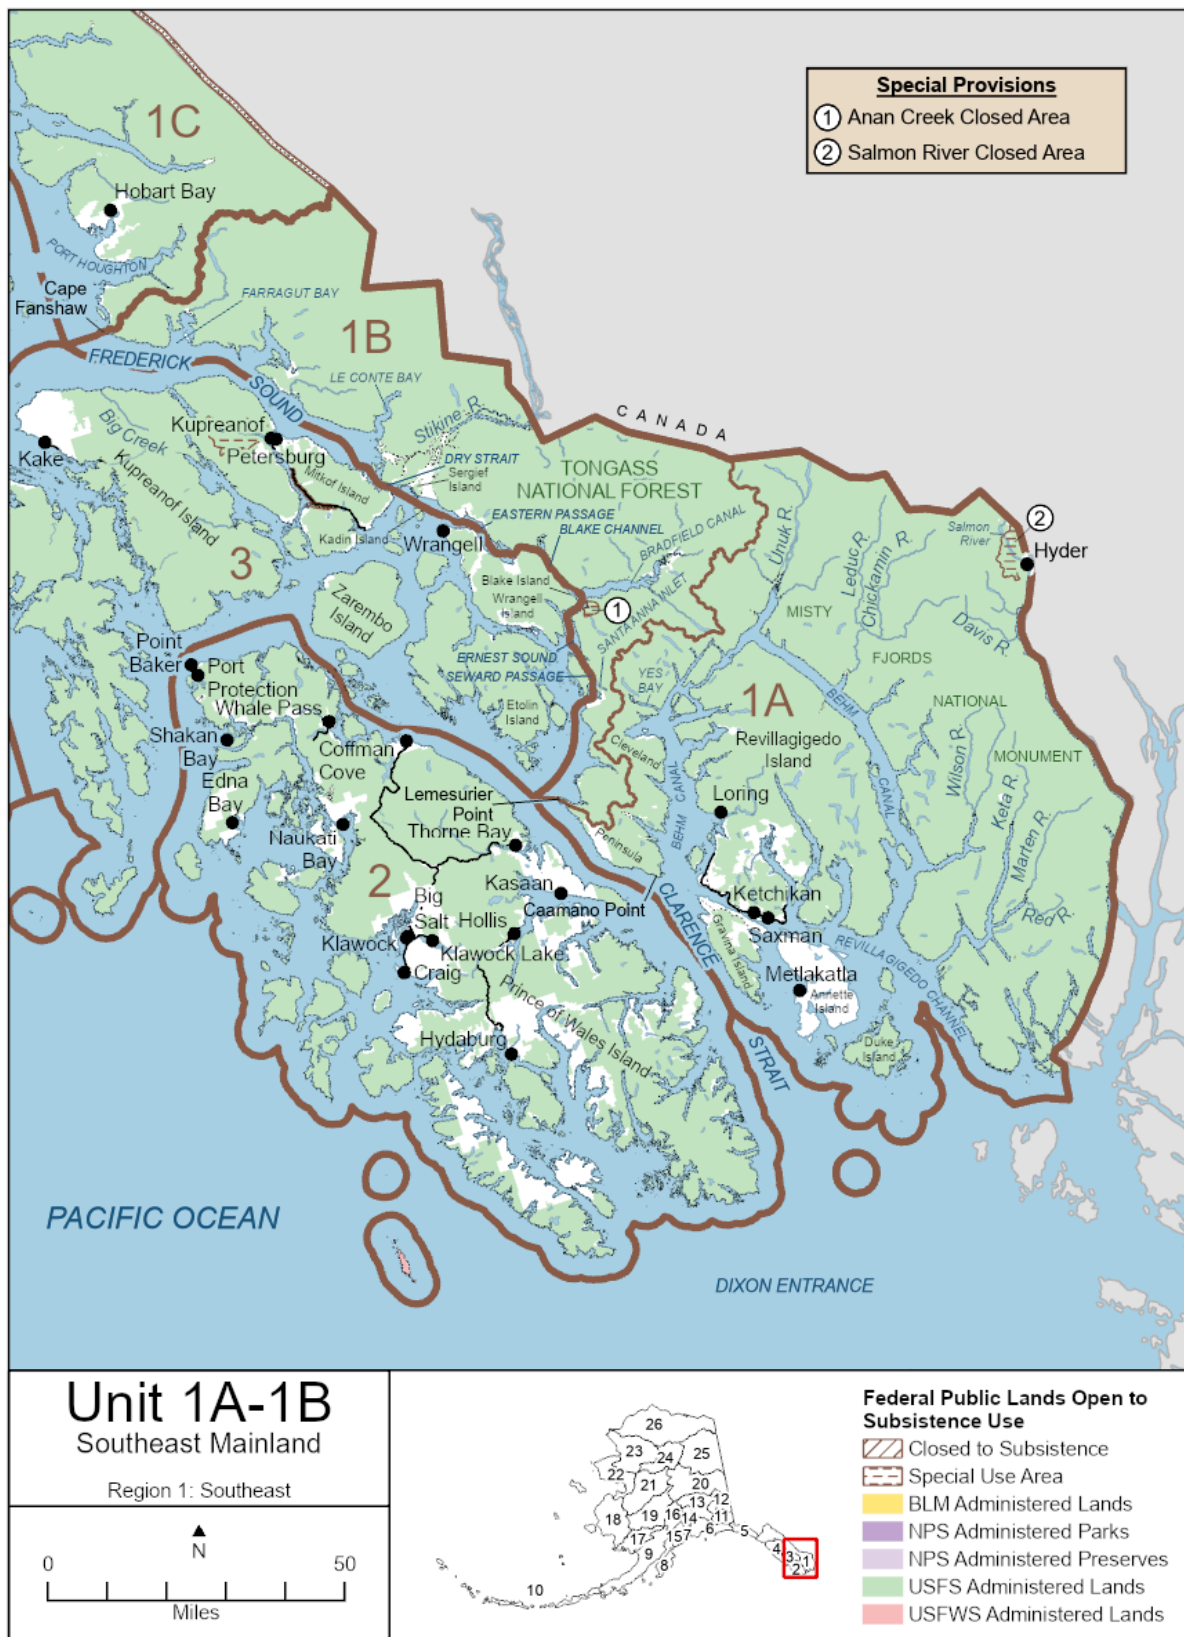 Special Provisions
1 Anan Creek Closed Area
2 Salmon River Closed Area
1C
Hobart Bay
PORT HOUGHTON
Cape
Fanshaw
FARRAGUT BAY
1B
FREDERICK
SOUND
LE CONTE BAY
Stikine R.
CANADA
Kupreanof
Petersburg
Big Creek
Kake
Kupreanof Island
Mitkof Island
DRY STRAIT
Sergief
Island
TONGASS
NATIONAL FOREST
EASTERN PASSAGE
BLAKE CHANNEL
BRADFIELD CANAL
Unuk R.
Leduc R.
Chickamin R.
Salmon
River
2
Hyder
Kadin Island
Wrangell
3
Blake Island
Wrangell
Island
1
SANTA ANNA INLET
Zarembo
Island
MISTY
Davis R.
Point
Baker
Port
Protection
ERNEST SOUND
SEWARD PASSAGE
YES
BAY
FJORDS
BEHM
CANAL
Whale Pass
Etolin
Island
1A
NATIONAL
Shakan
Bay
Coffman
Cove
Cleveland
Peninsula
Revillagigedo
Island
Wilson R.
MONUMENT
Edna
Bay
Lemesurier
Point
BEHM CANAL
Loring
Keta R.
Marten R.
Naukati
Bay
Thorne Bay
2
Big
Salt
Kasaan
Caamano Point
CLARENCE
STRAIT
Ketchikan
Saxman
Red R.
Hollis
Klawock
Klawock Lake
Craig
Gravina Island
REVILLAGIGEDO CHANNEL
Metlakatla
Annette
Island
Prince of Wales Island
Hydaburg
Duke
Island
PACIFIC OCEAN
DIXON ENTRANCE
Unit 1A-1B
Southeast Mainland
Region 1: Southeast
N
0 50
Miles
26
23
24
25
22
21
20
18
19
16
13
14
12
11
17
15
7
6
5
9
8
10
4
3
1
2
Federal Public Lands Open to
Subsistence Use
Closed to Subsistence
Special Use Area
BLM Administered Lands
NPS Administered Parks
NPS Administered Preserves
USFS Administered Lands
USFWS Administered Lands